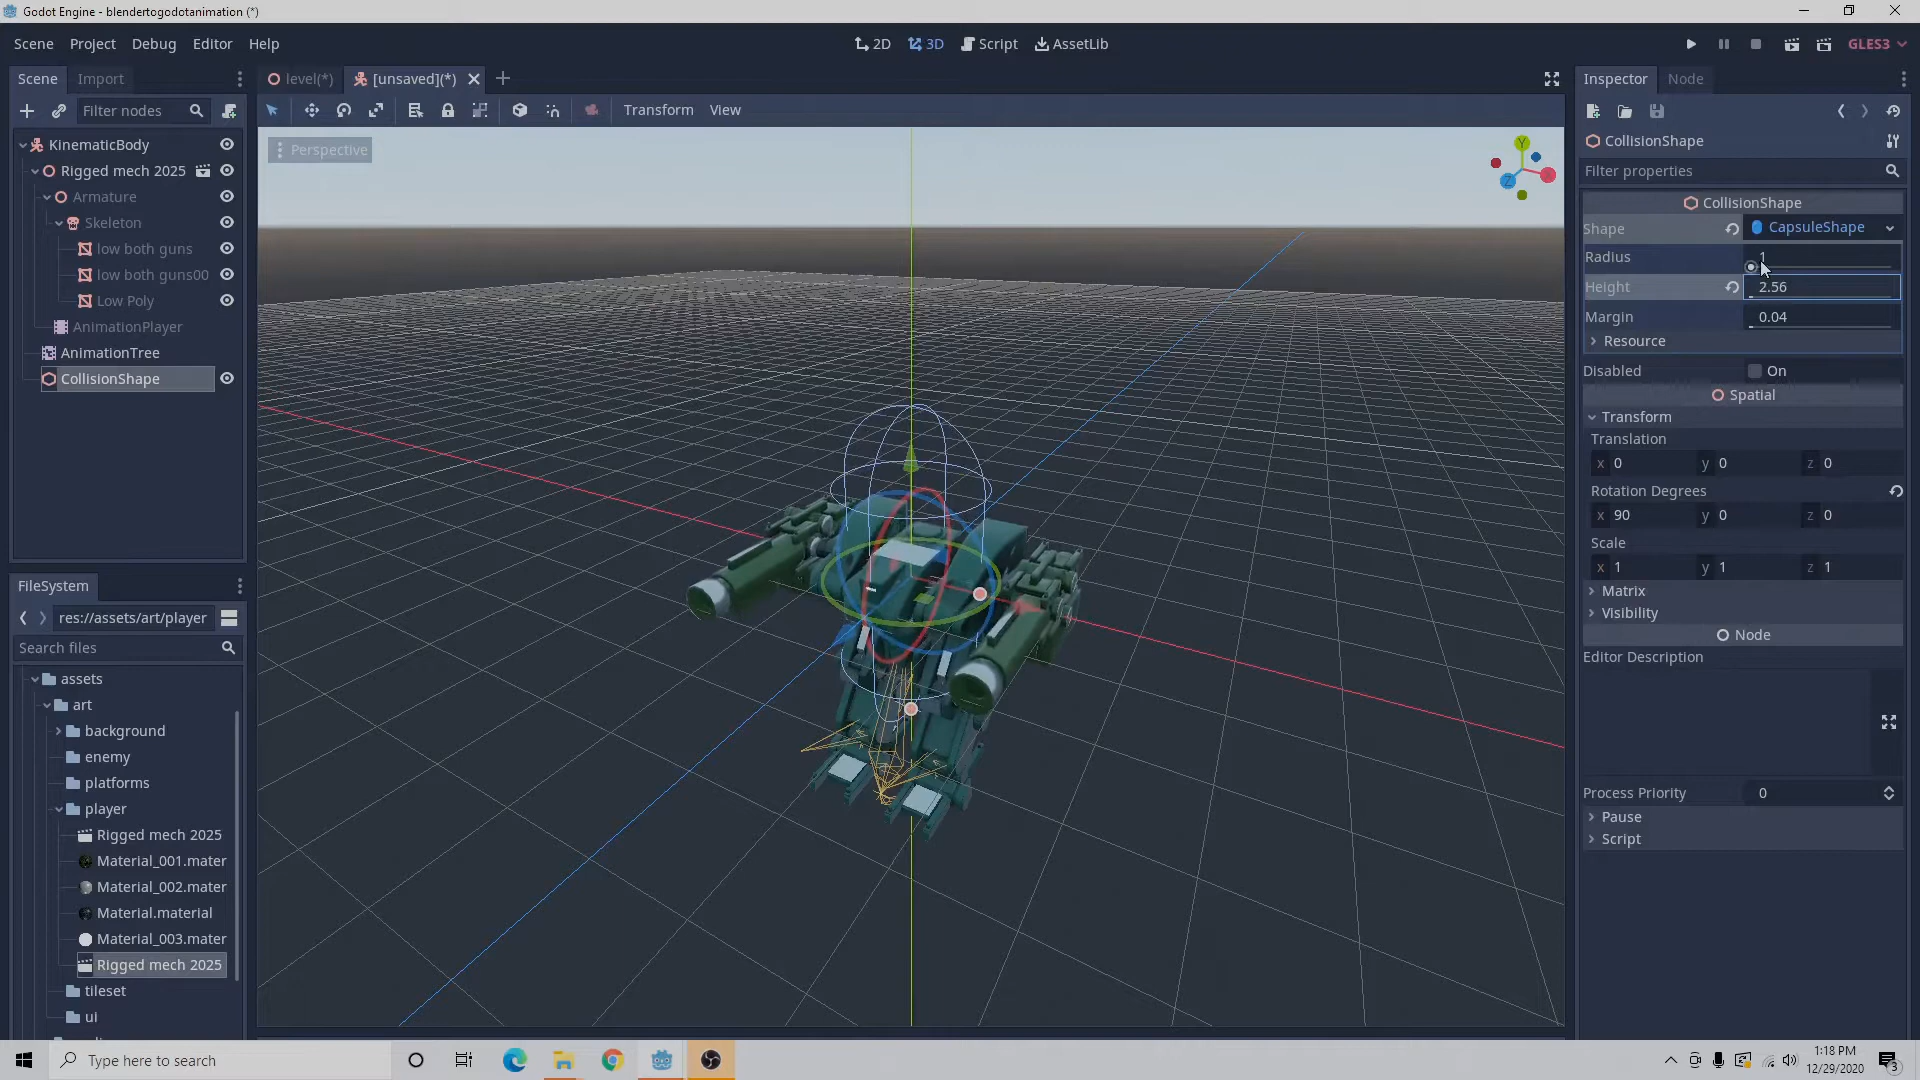 Godot Engine - blendertogodotanimation (*)
Scene Project Debug Editor Help
2D 3D Script AssetLib
GLES3
Scene Import
level(*) [unsaved](*)
Inspector Node
Filter nodes
Transform View
KinematicBody
Rigged mech 2025
Armature
Skeleton
low both guns
low both guns00
Low Poly
AnimationPlayer
AnimationTree
CollisionShape
Perspective
Y
X
Z
CollisionShape
Filter properties
CollisionShape
Shape CapsuleShape
Radius 1
Height 2.56
Margin 0.04
Resource
Disabled On
Spatial
Transform
Translation
x 0 y 0 z 0
Rotation Degrees
x 90 y 0 z 0
Scale
x 1 y 1 z 1
Matrix
Visibility
Node
Editor Description
Process Priority 0
Pause
Script
FileSystem
res://assets/art/player
Search files
assets
art
background
enemy
platforms
player
Rigged mech 2025
Material_001.mater
Material_002.mater
Material.material
Material_003.mater
Rigged mech 2025
tileset
ui
Type here to search
1:18 PM
12/29/2020
3